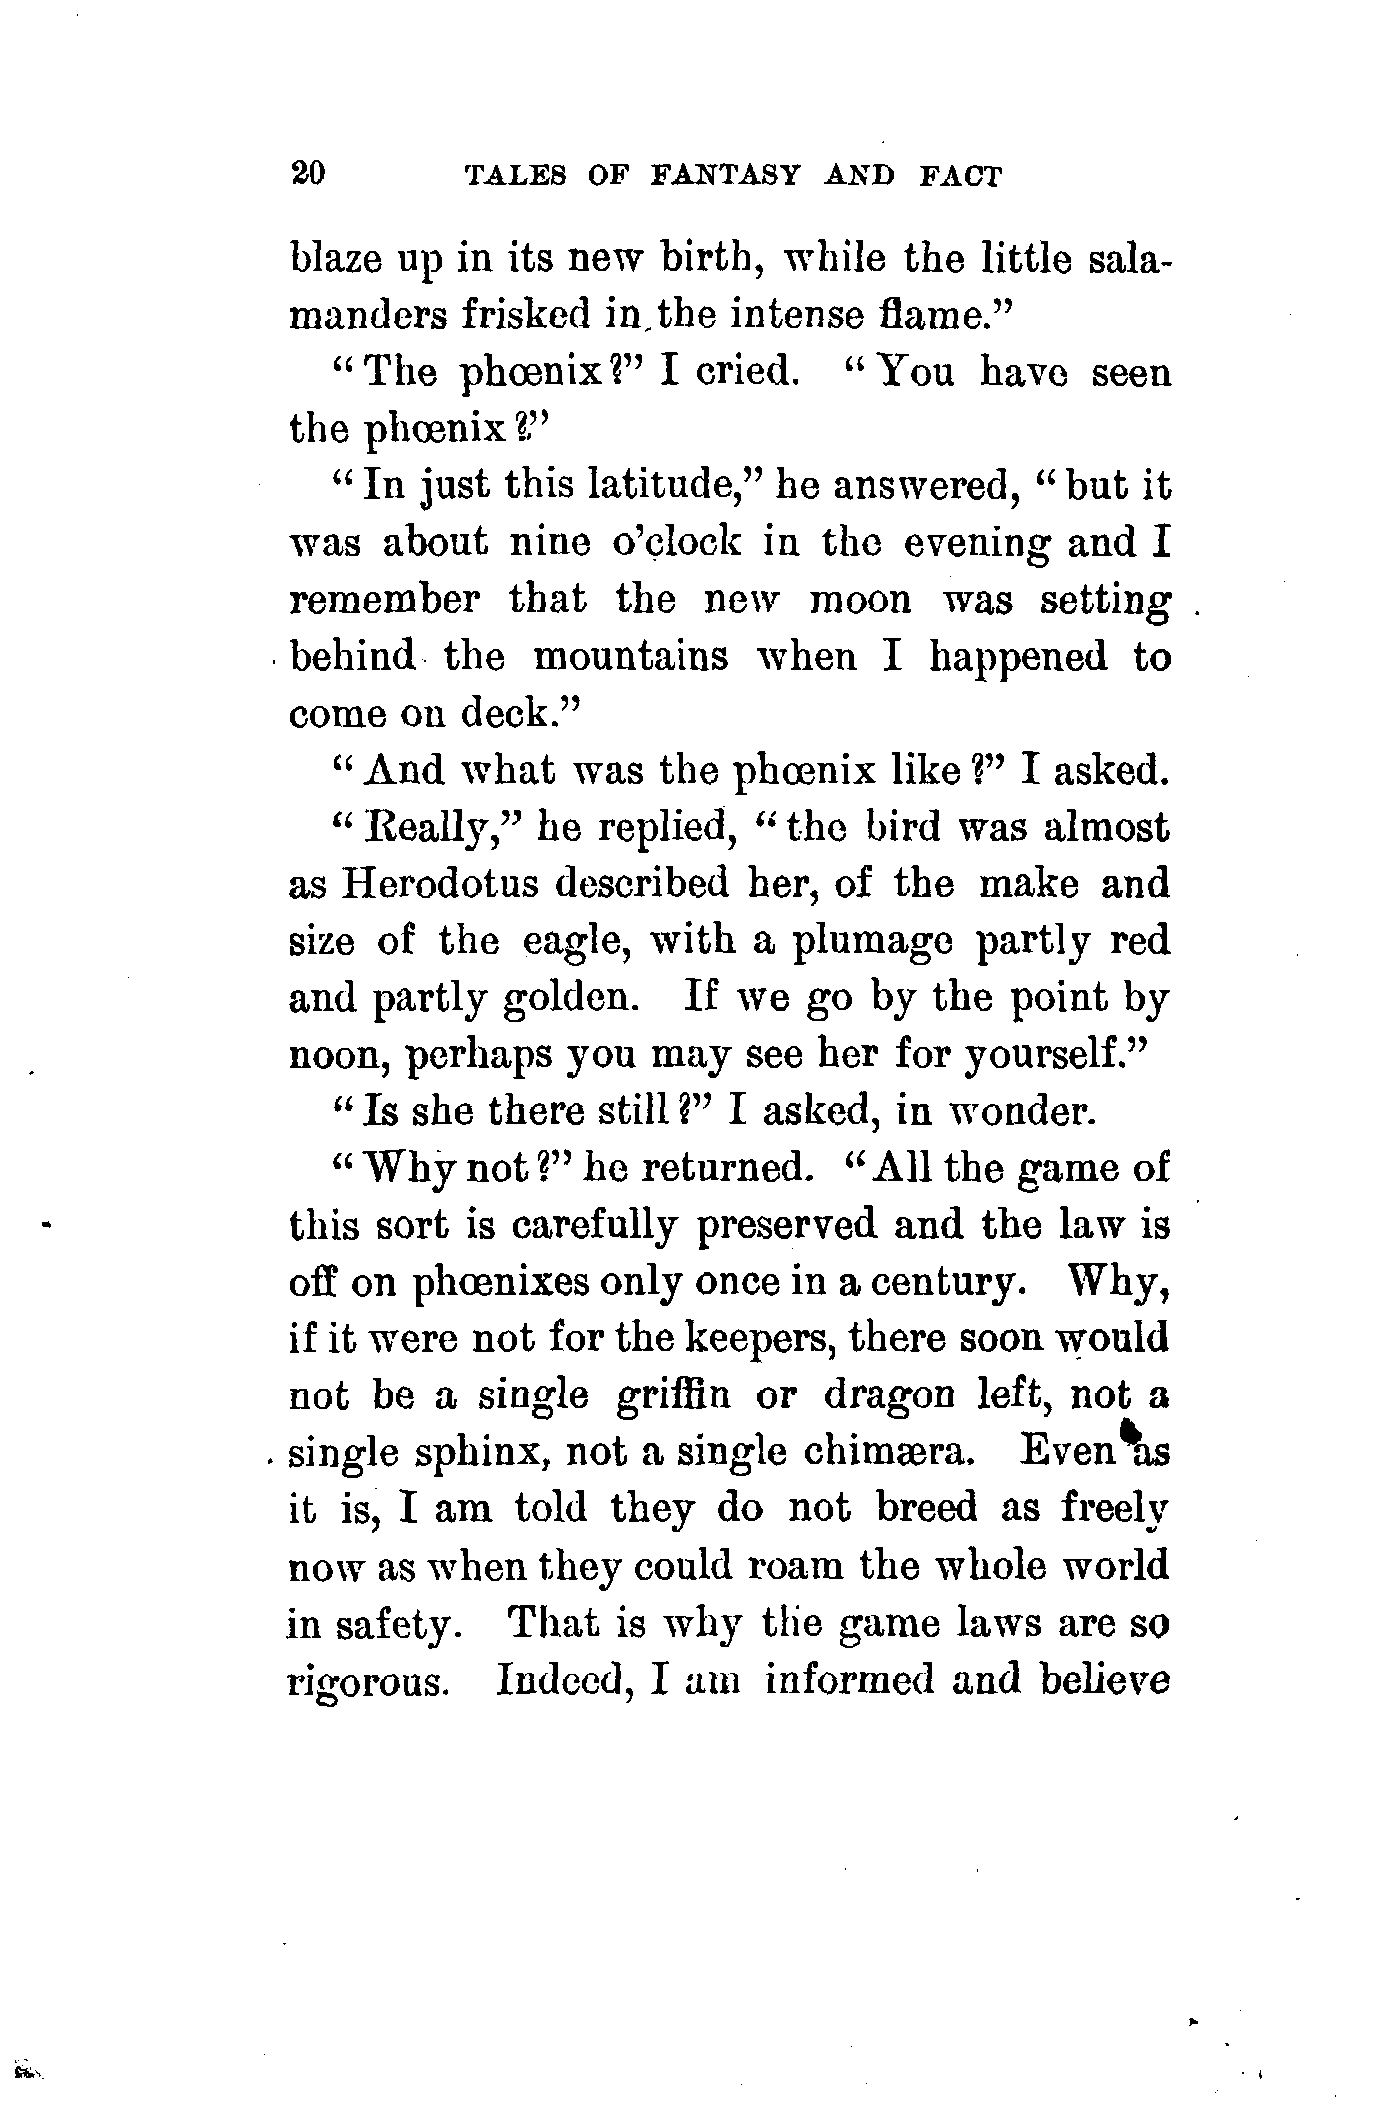 20 TALES OF FANTASY AND FACT
blaze up in its new birth, while the little sala-
manders frisked in the intense flame."
"The phœnix?" I cried. "You have seen
the phœnix?"
"In just this latitude," he answered, "but it
was about nine o'clock in the evening and I
remember that the new moon was setting
behind the mountains when I happened to
come on deck."
"And what was the phœnix like?" I asked.
"Really," he replied, "the bird was almost
as Herodotus described her, of the make and
size of the eagle, with a plumage partly red
and partly golden. If we go by the point by
noon, perhaps you may see her for yourself."
"Is she there still?" I asked, in wonder.
"Why not?" he returned. "All the game of
this sort is carefully preserved and the law is
off on phœnixes only once in a century. Why,
if it were not for the keepers, there soon would
not be a single griffin or dragon left, not a
single sphinx, not a single chimæra. Even as
it is, I am told they do not breed as freely
now as when they could roam the whole world
in safety. That is why the game laws are so
rigorous. Indeed, I am informed and believe